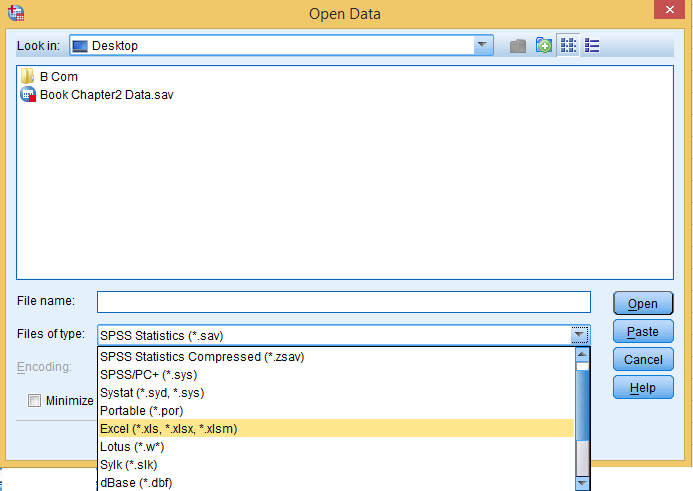 Open Data
Look in: Desktop
B Com
Book Chapter2 Data.sav
File name:
Open
Files of type: SPSS Statistics (*.sav)
Paste
SPSS Statistics Compressed (*.zsav)
Encoding:
Cancel
SPSS/PC+ (*.sys)
Systat (*.syd, *.sys)
Help
Minimize
Portable (*.por)
Excel (*.xls, *.xlsx, *.xlsm)
Lotus (*.w*)
Sylk (*.slk)
dBase (*.dbf)